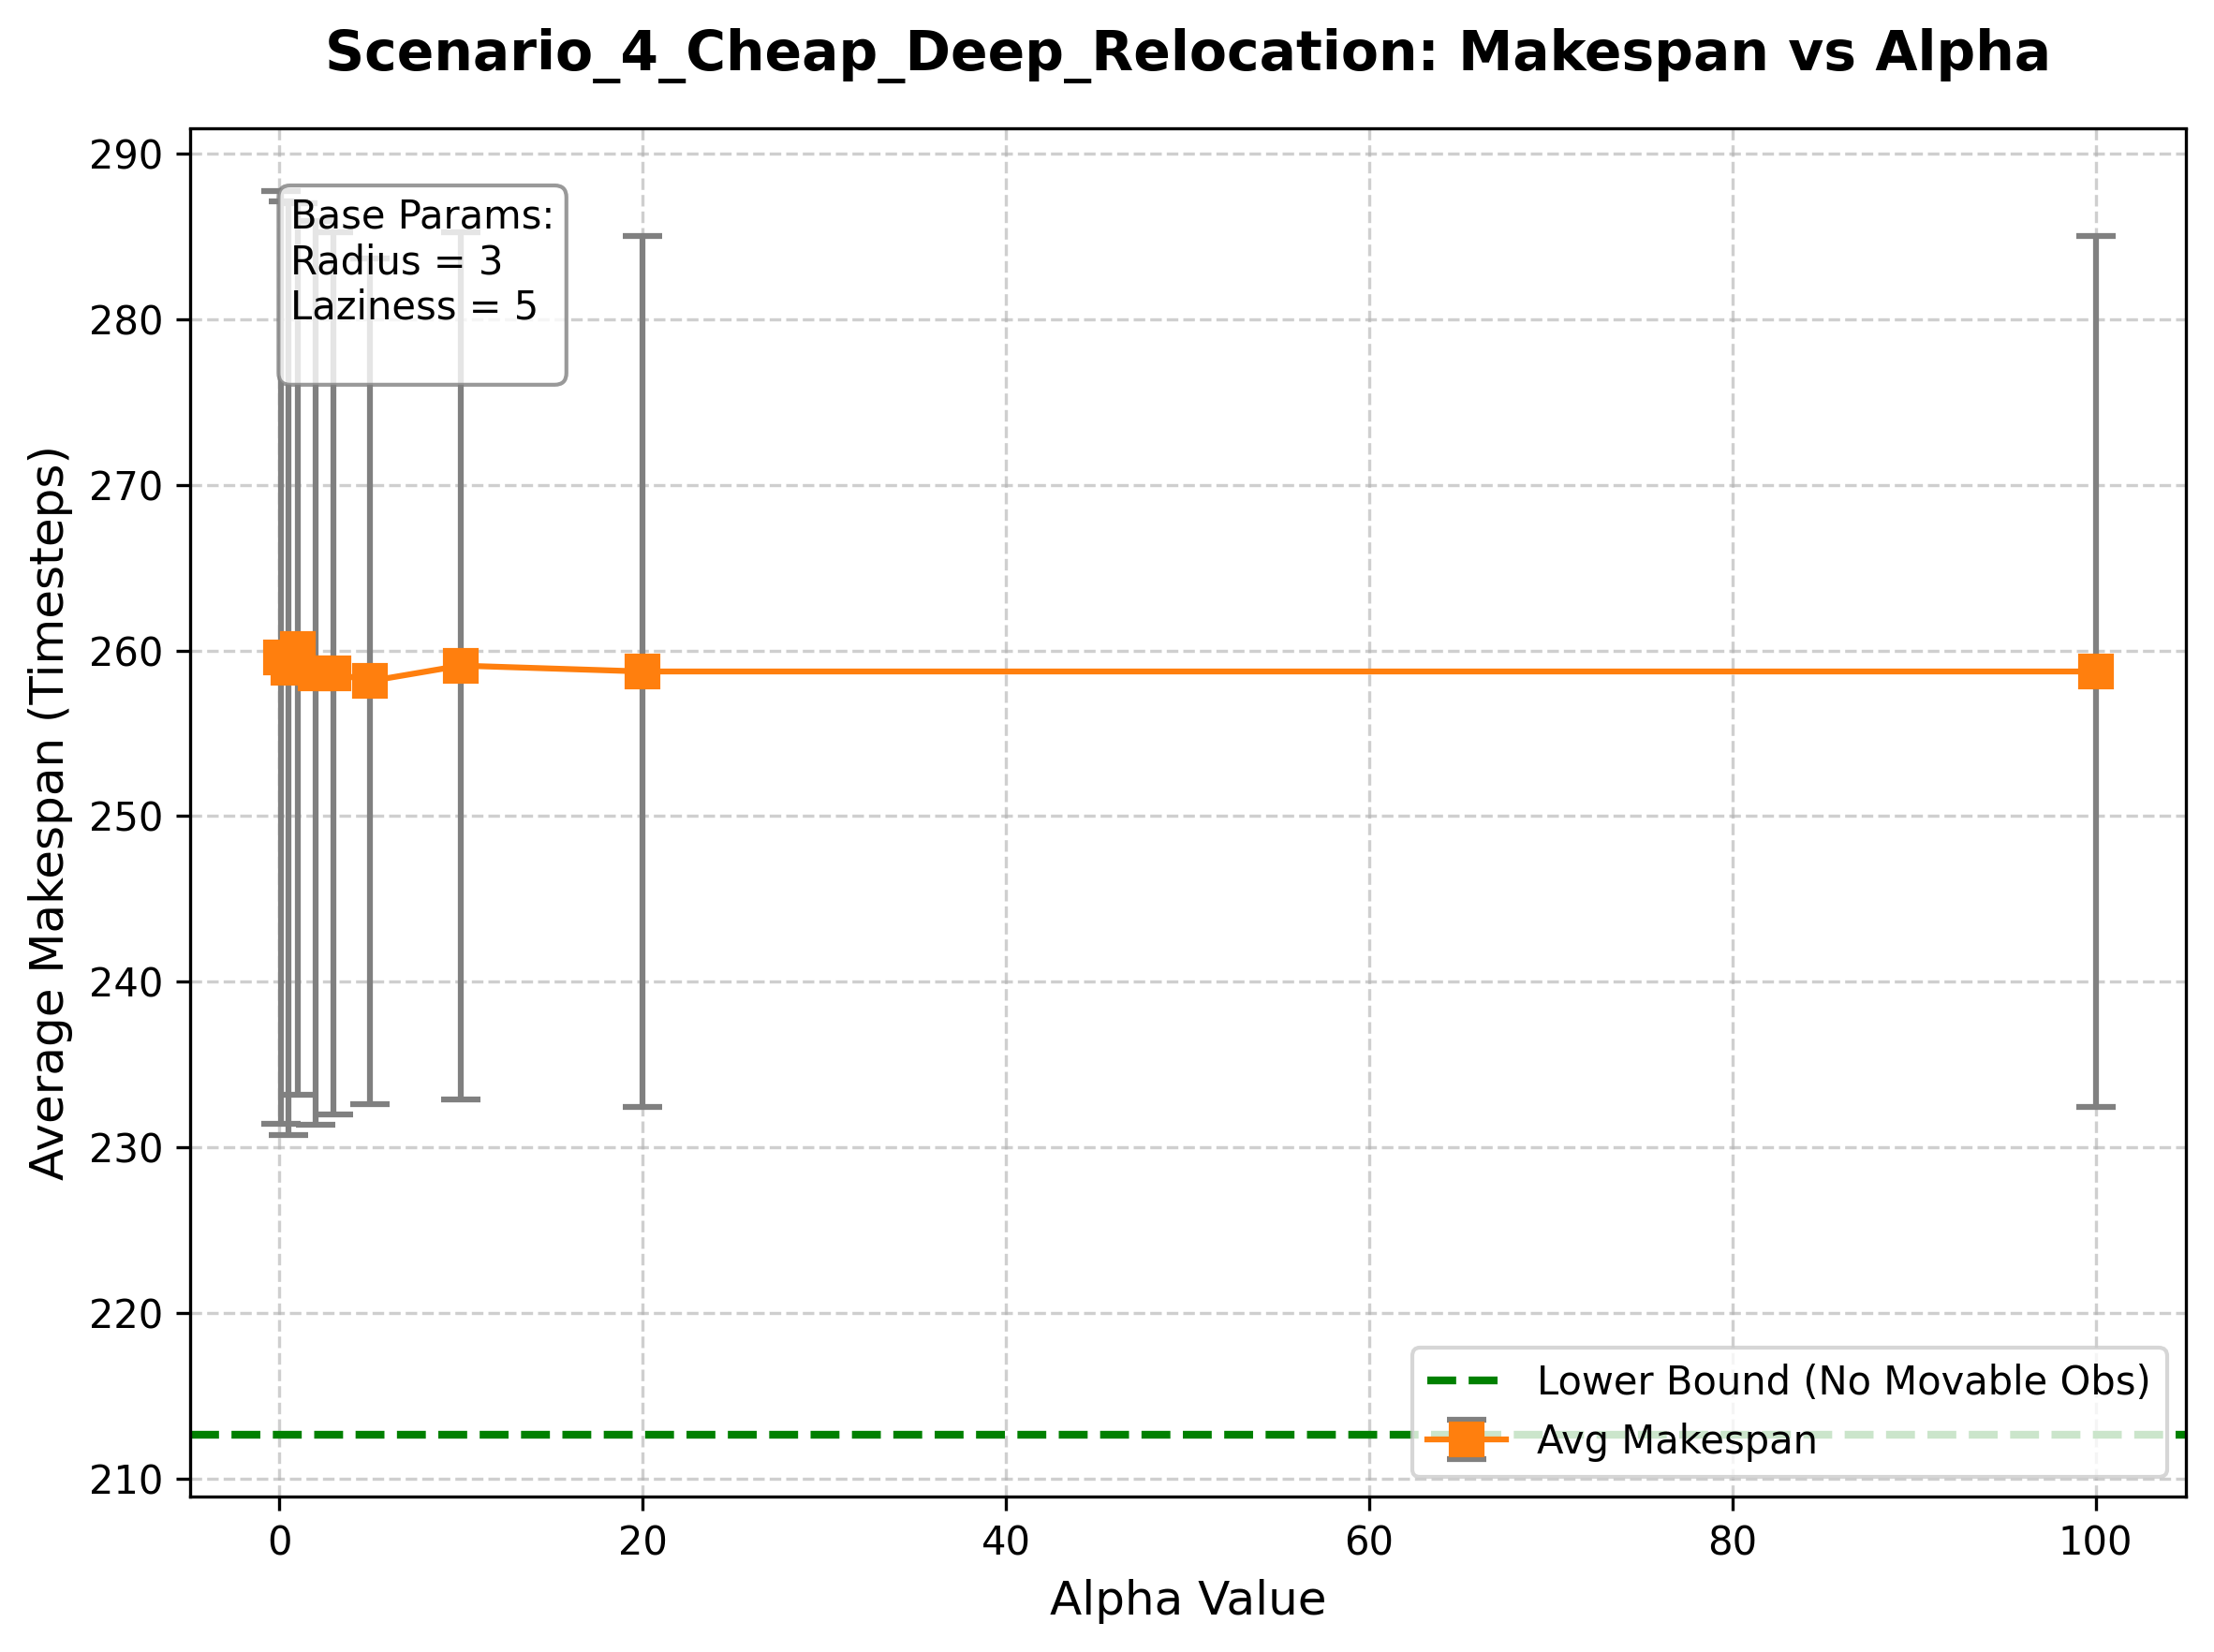 Scenario_4_Cheap_Deep_Relocation: Makespan vs Alpha
Average Makespan (Timesteps)
290
280
270
260
250
240
230
220
210
Base Params:
Radius = 3
Laziness = 5
Lower Bound (No Movable Obs)
Avg Makespan
0
20
40
60
80
100
Alpha Value